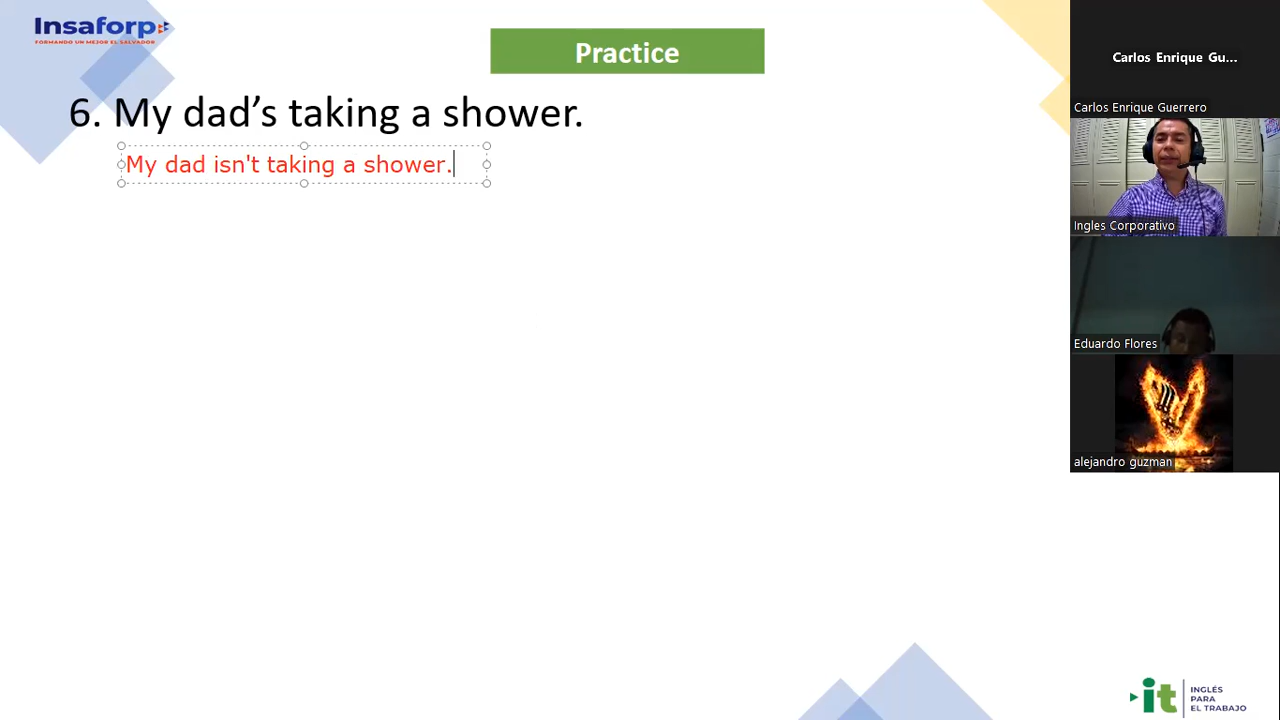 Insaforp
FORMANDO UN MEJOR EL SALVADOR
Practice
6. My dad’s taking a shower.
My dad isn't taking a shower.
Carlos Enrique Gu...
Carlos Enrique Guerrero
Ingles Corporativo
Eduardo Flores
alejandro guzman
it
INGLÉS
PARA
EL TRABAJO